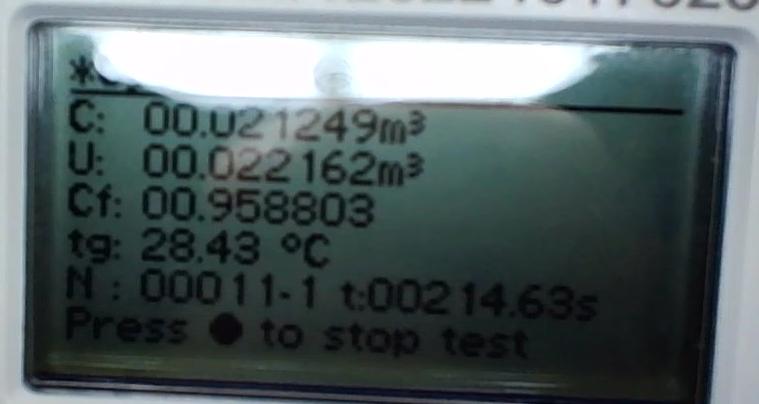 C: 00.021249m³
U: 00.022162m³
Cf: 00.958803
tg: 28.43 °C
N : 00011-1 t:00214.63s
Press ● to stop test